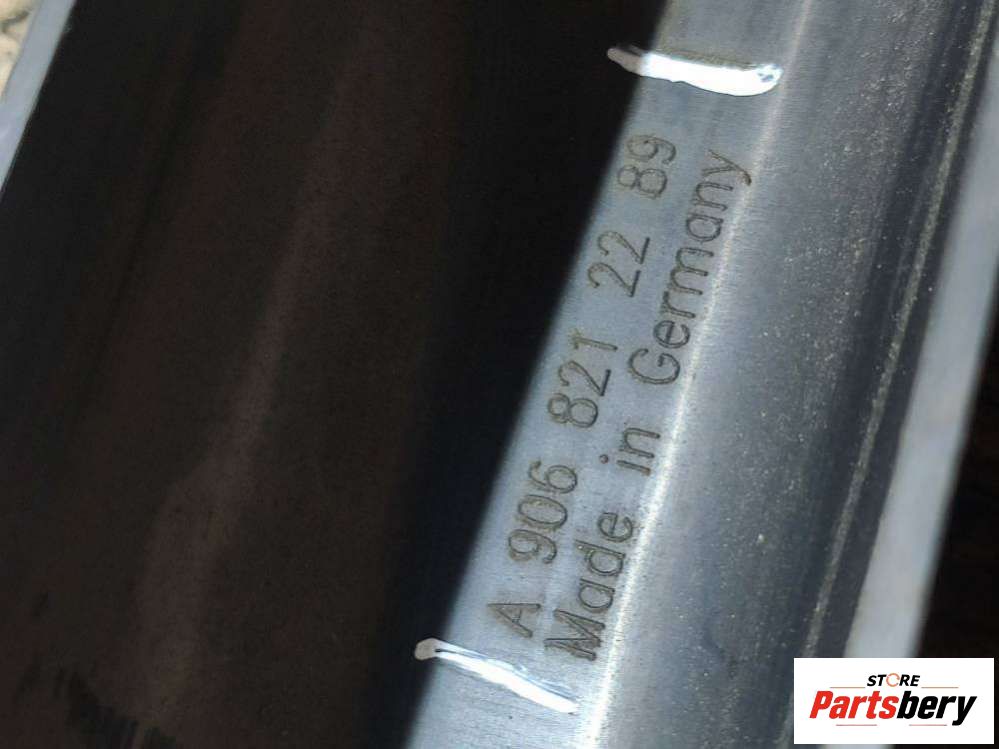 A 906 821 22 89
Made in Germany
STORE
Partsbery